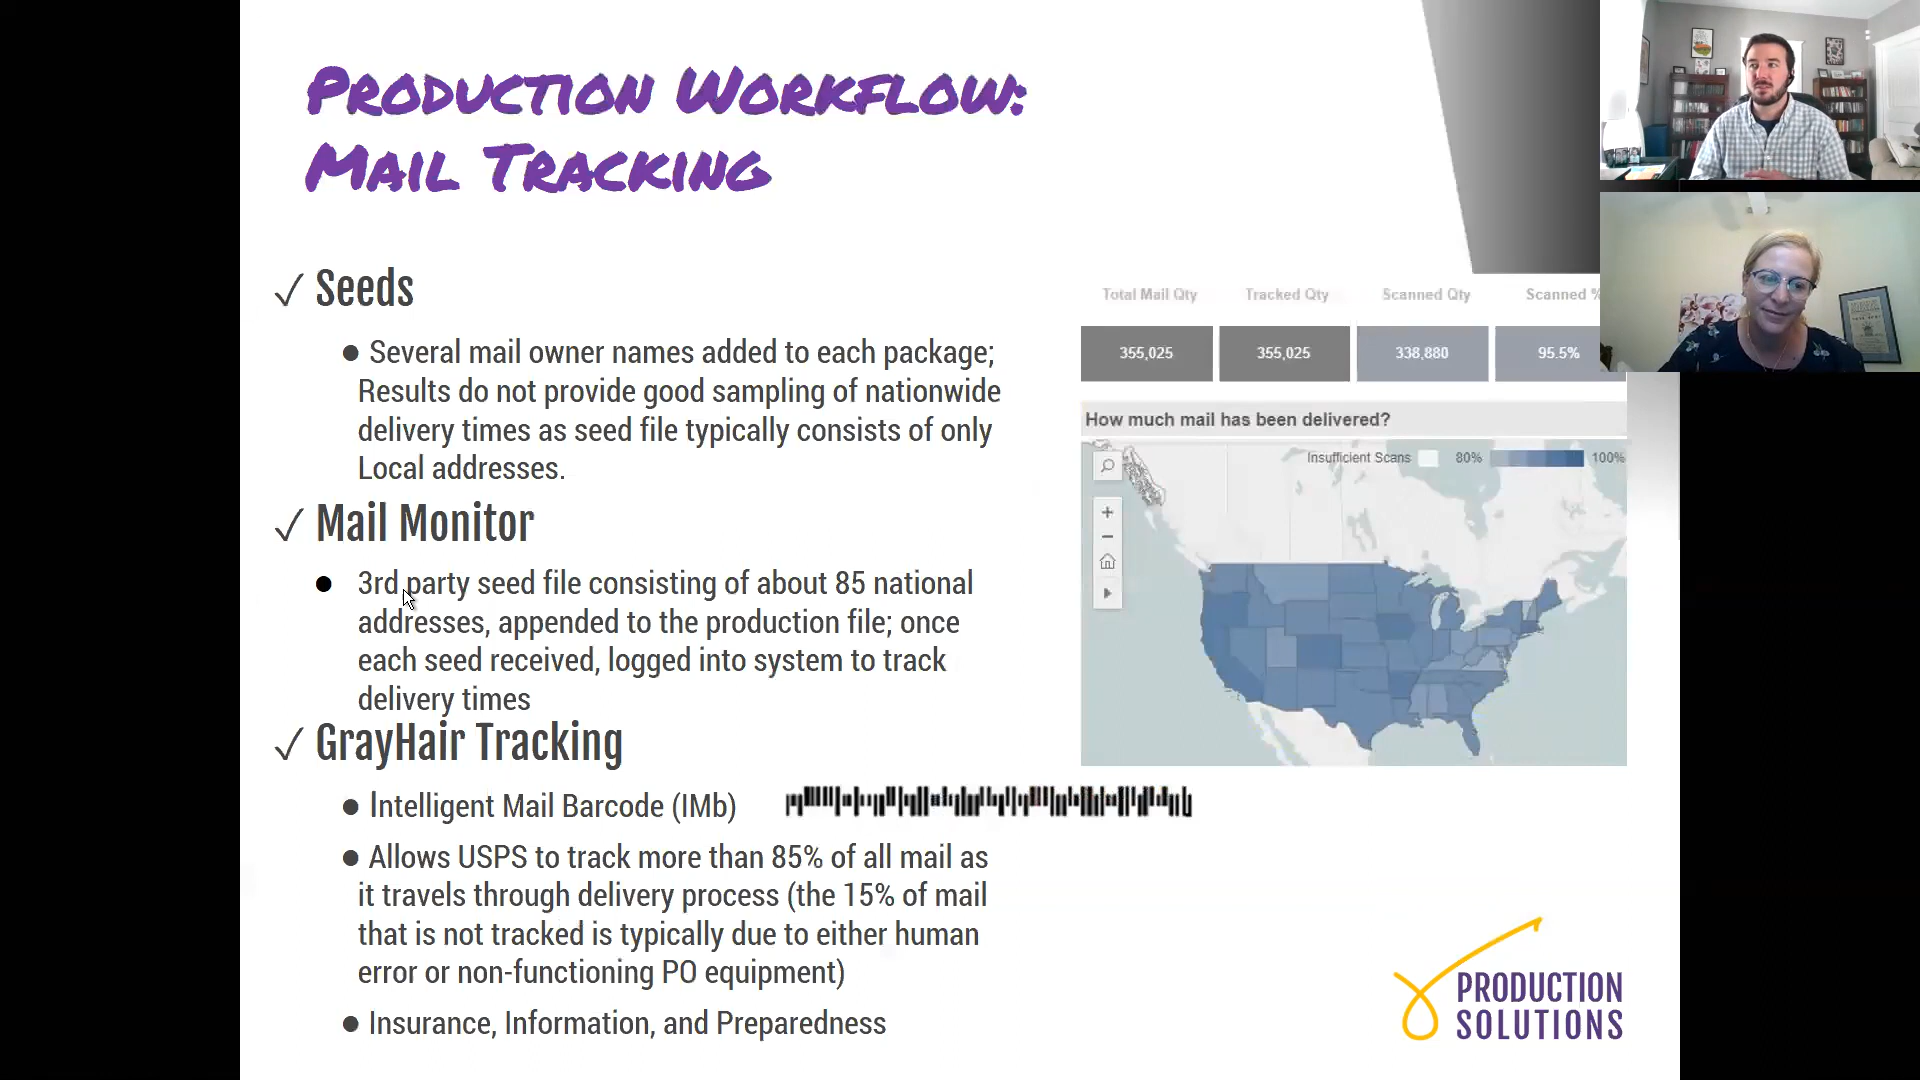 Production Workflow:
Mail Tracking
✓ Seeds
● Several mail owner names added to each package;
Results do not provide good sampling of nationwide
delivery times as seed file typically consists of only
Local addresses.
✓ Mail Monitor
● 3rd party seed file consisting of about 85 national
addresses, appended to the production file; once
each seed received, logged into system to track
delivery times
✓ GrayHair Tracking
● Intelligent Mail Barcode (IMb)
● Allows USPS to track more than 85% of all mail as
it travels through delivery process (the 15% of mail
that is not tracked is typically due to either human
error or non-functioning PO equipment)
● Insurance, Information, and Preparedness
Total Mail Qty Tracked Qty Scanned Qty Scanned %
355,025 355,025 338,880 95.5%
How much mail has been delivered?
Insufficient Scans 80% 100%
PRODUCTION
SOLUTIONS